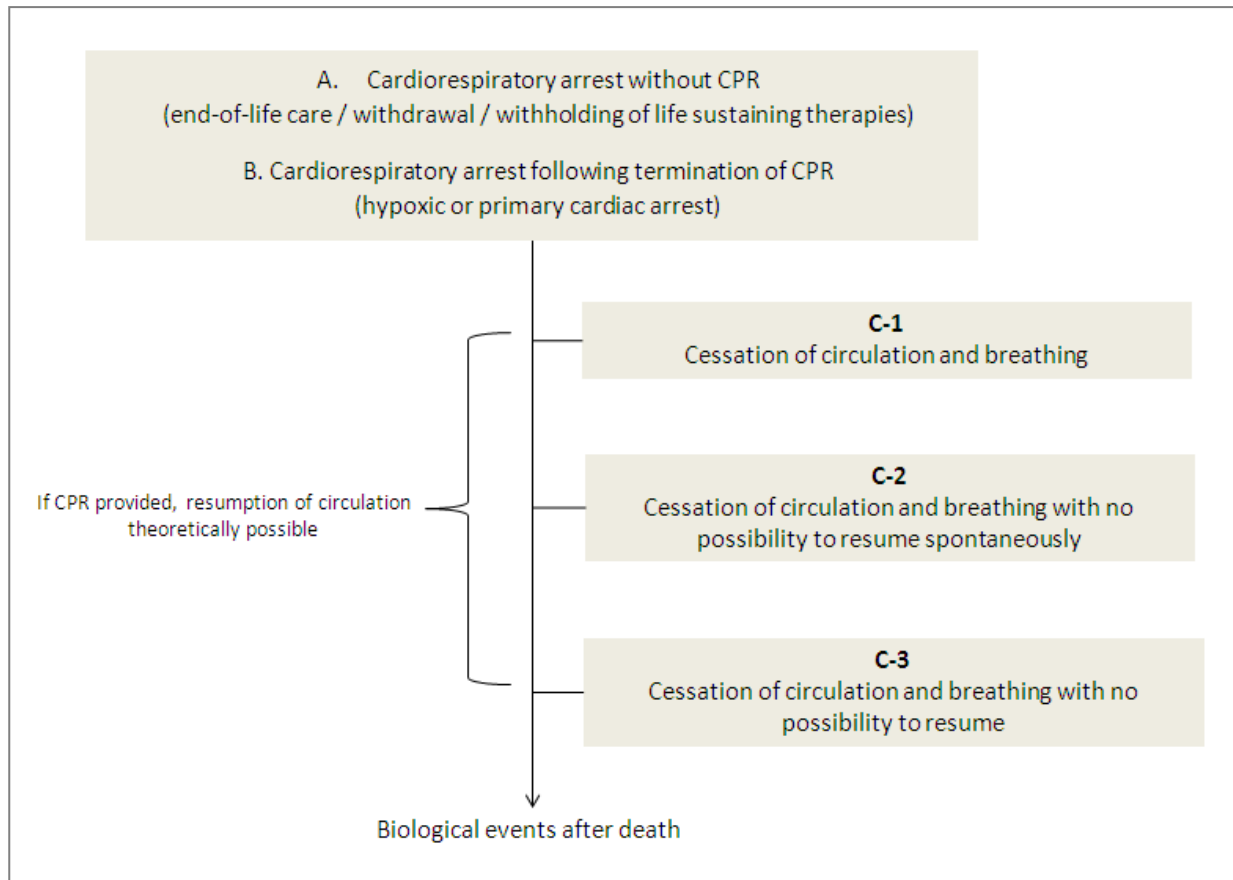 A. Cardiorespiratory arrest without CPR
(end-of-life care / withdrawal / withholding of life sustaining therapies)
B. Cardiorespiratory arrest following termination of CPR
(hypoxic or primary cardiac arrest)
C-1
Cessation of circulation and breathing
If CPR provided, resumption of circulation
theoretically possible
C-2
Cessation of circulation and breathing with no
possibility to resume spontaneously
C-3
Cessation of circulation and breathing with no
possibility to resume
Biological events after death